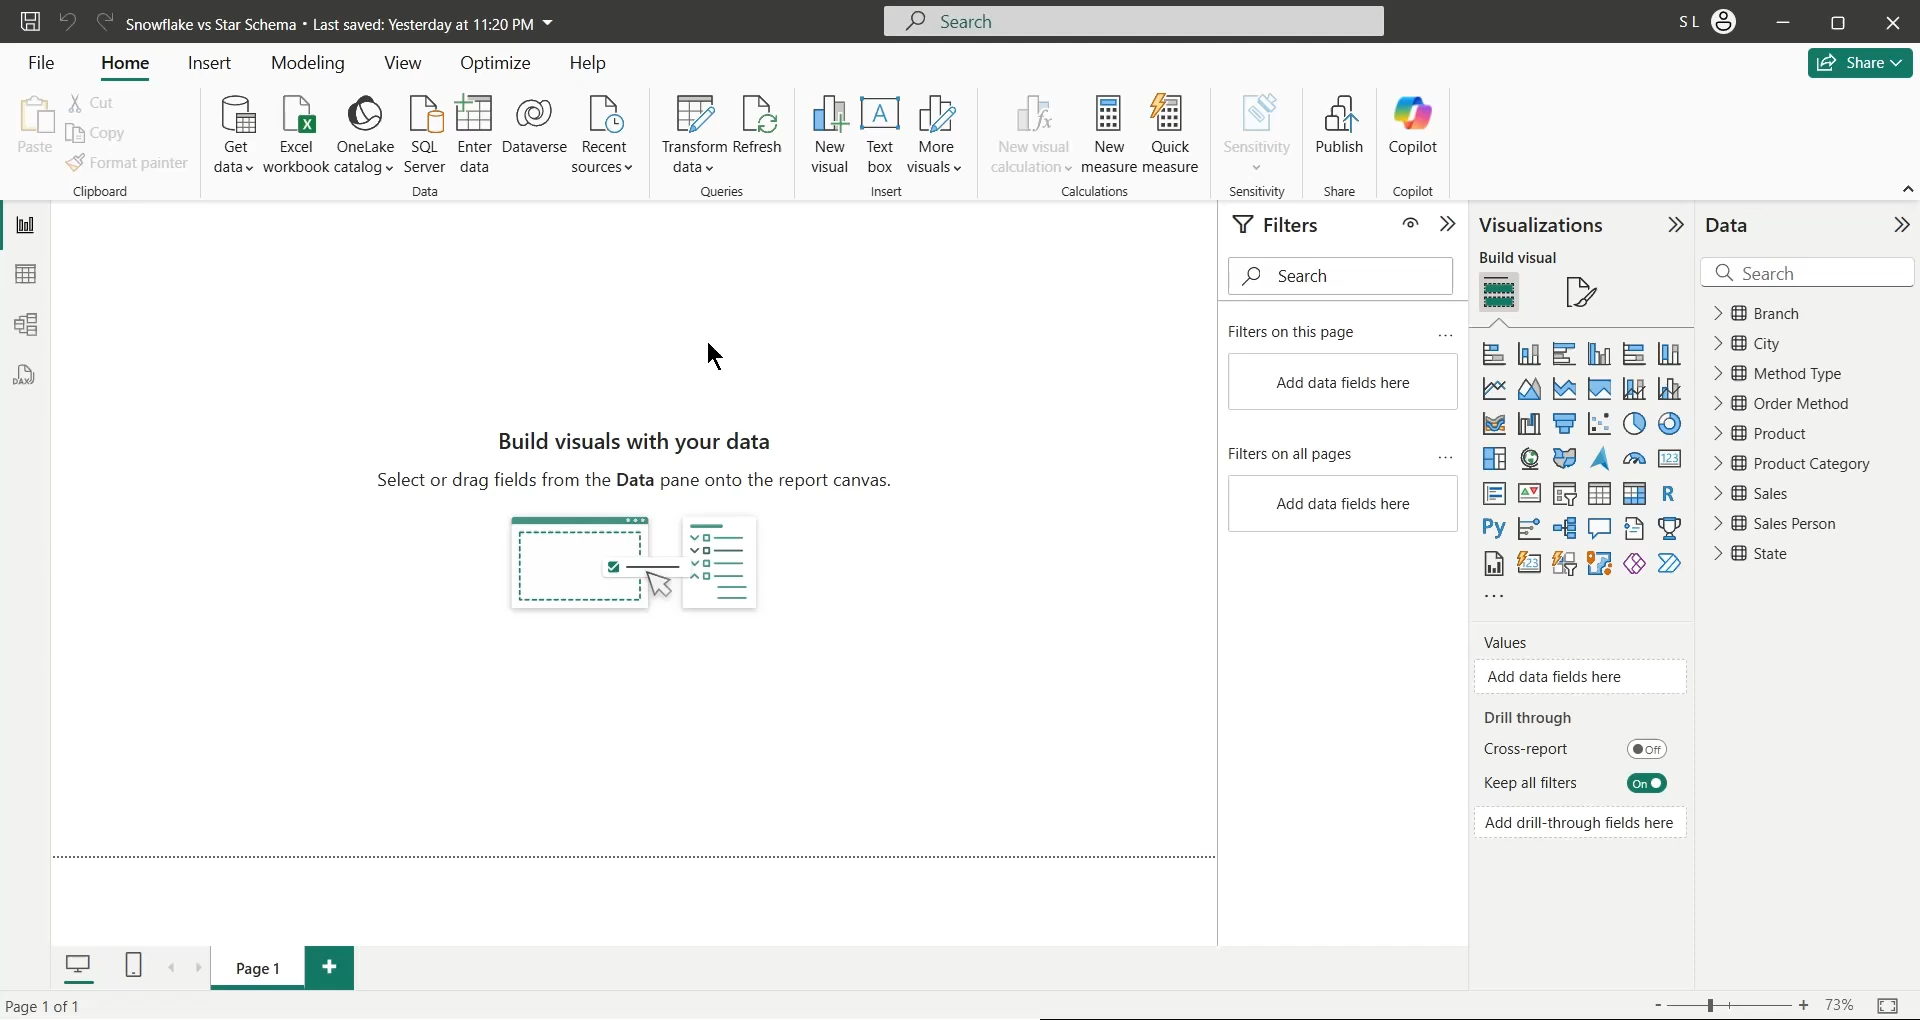 Snowflake vs Star Schema • Last saved: Yesterday at 11:20 PM
Search
S L
File
Home
Insert
Modeling
View
Optimize
Help
Share
Paste
Cut
Copy
Format painter
Clipboard
Get data
Excel workbook
OneLake catalog
SQL Server
Enter data
Dataverse
Recent sources
Data
Transform data
Refresh
Queries
New visual
Text box
More visuals
Insert
New visual calculation
New measure
Quick measure
Calculations
Sensitivity
Sensitivity
Publish
Share
Copilot
Copilot
Build visuals with your data
Select or drag fields from the Data pane onto the report canvas.
Filters
Search
Filters on this page
...
Add data fields here
Filters on all pages
...
Add data fields here
Visualizations
Build visual
123
R
Py
123
...
Values
Add data fields here
Drill through
Cross-report
Off
Keep all filters
On
Add drill-through fields here
Data
Search
Branch
City
Method Type
Order Method
Product
Product Category
Sales
Sales Person
State
DAX
Page 1
+
Page 1 of 1
- + 73%